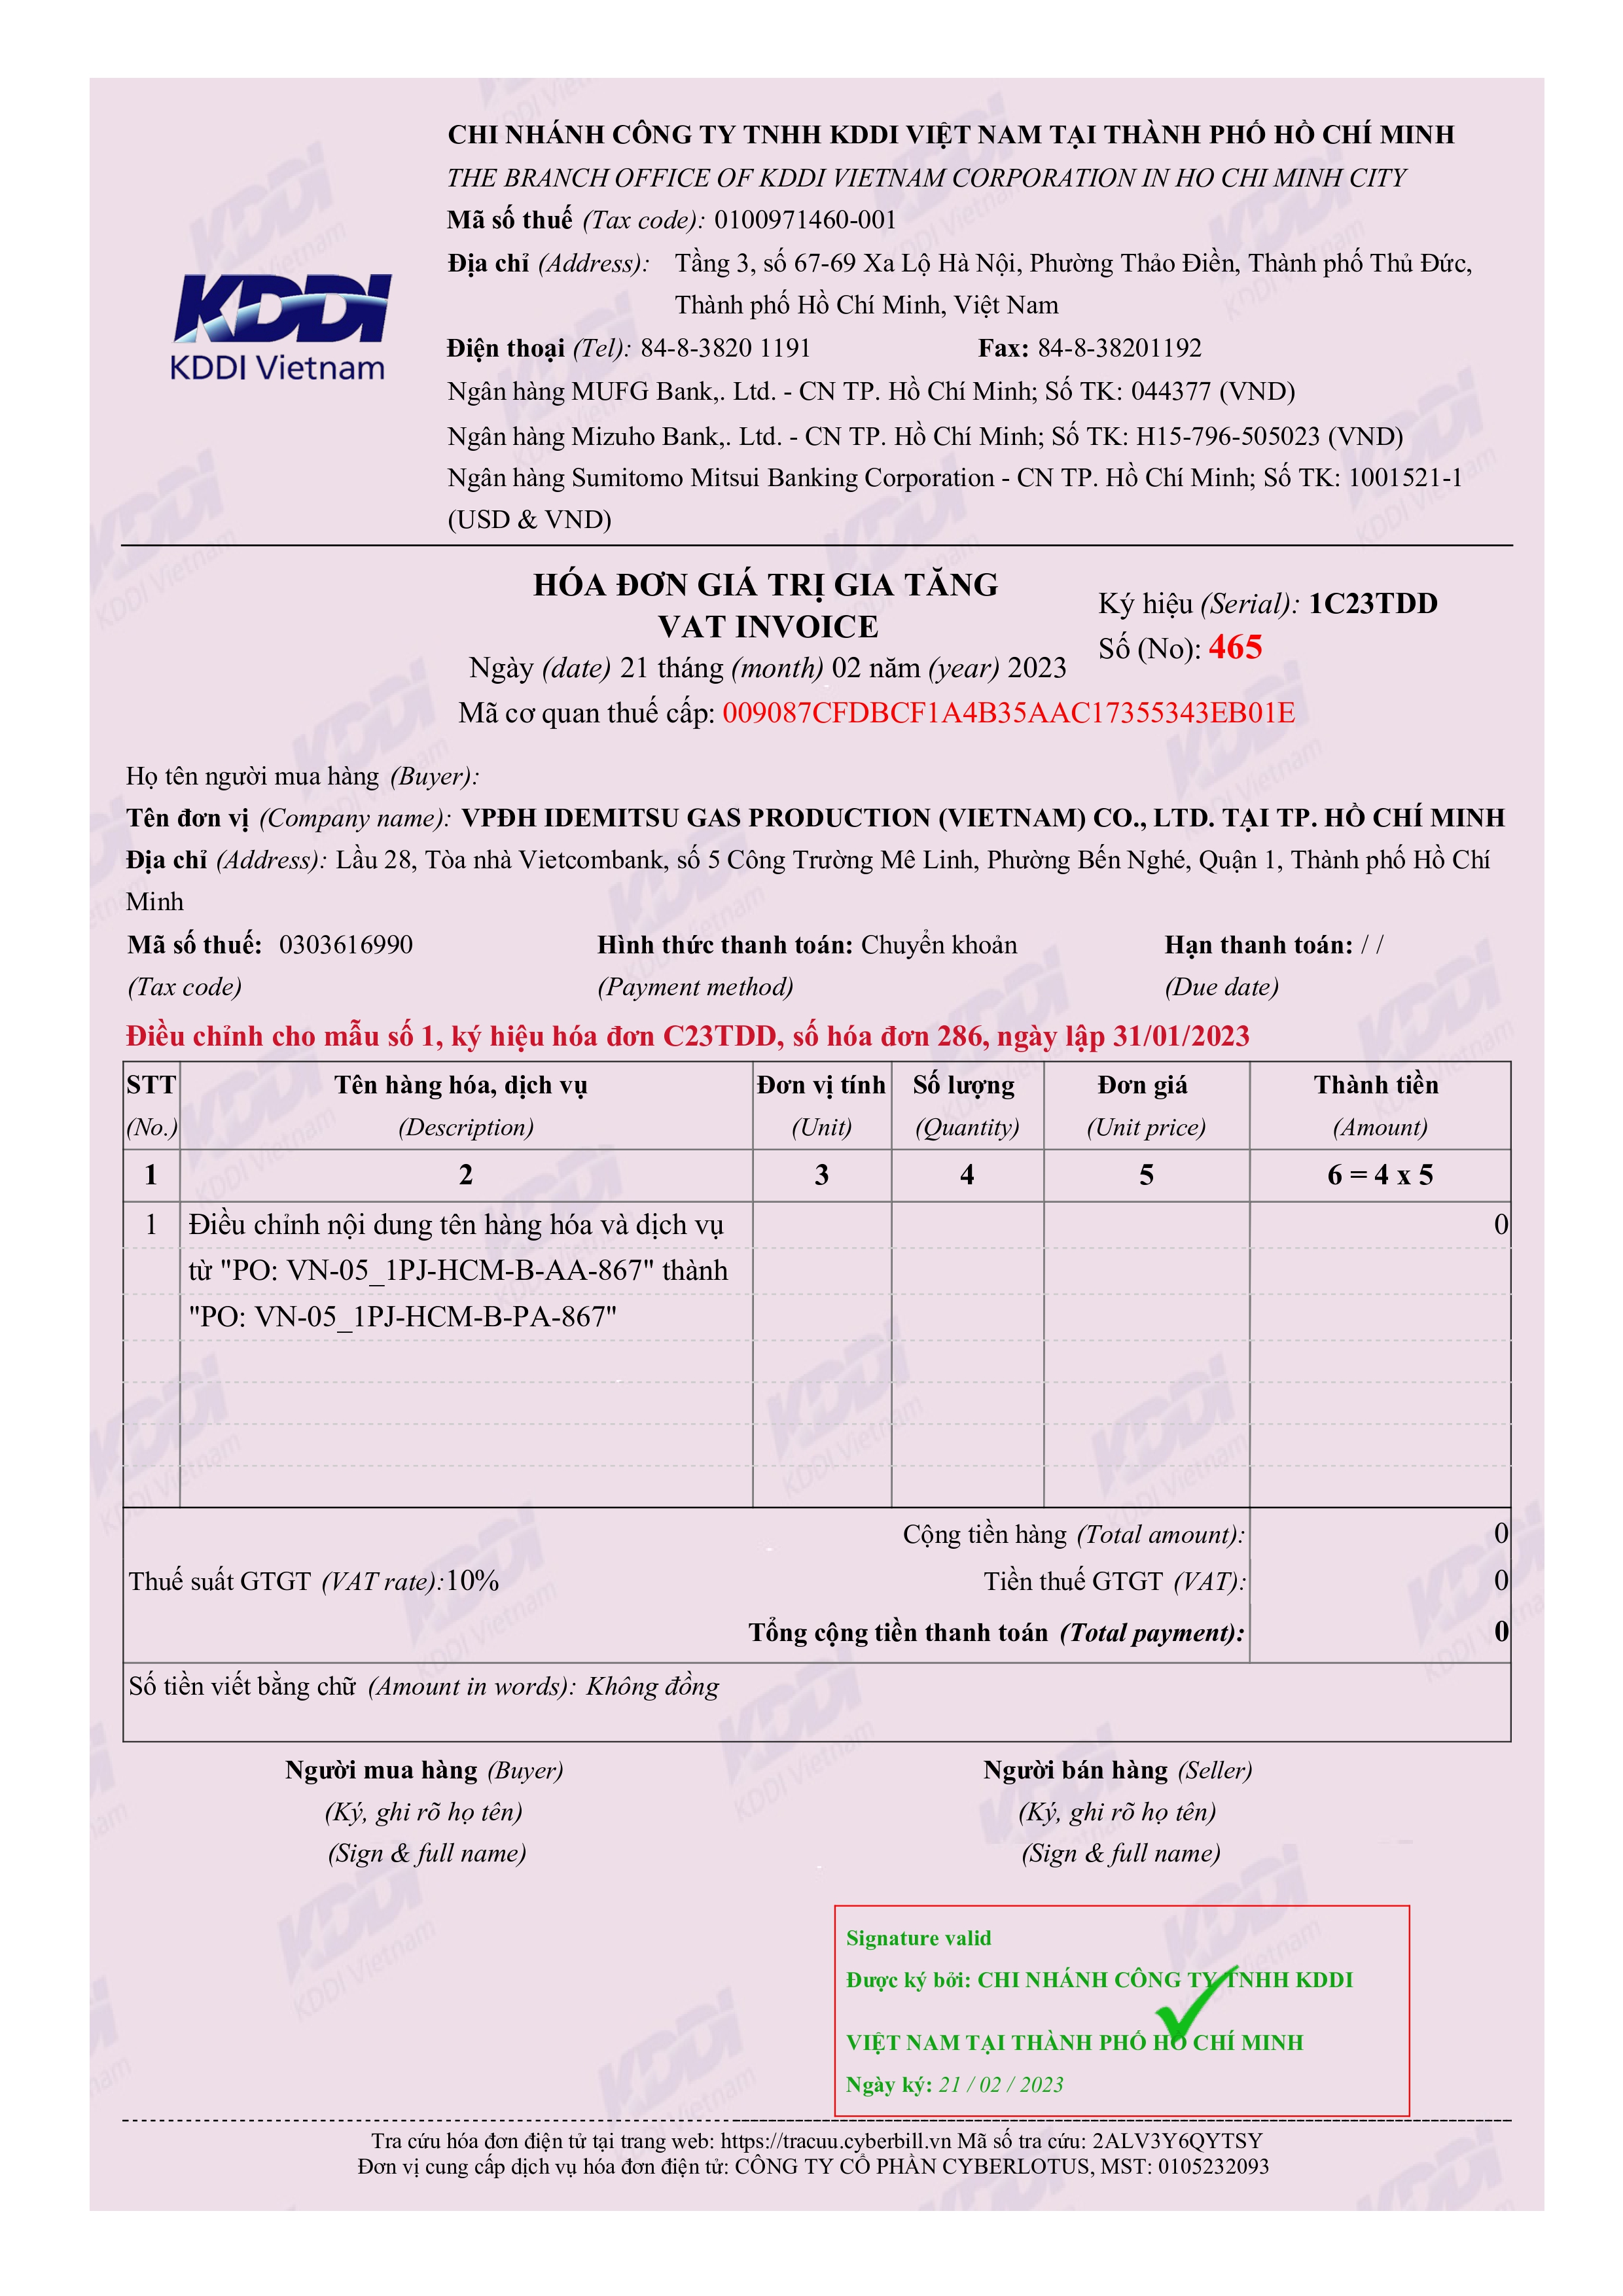 CHI NHÁNH CÔNG TY TNHH KDDI VIỆT NAM TẠI THÀNH PHỐ HỒ CHÍ MINH
THE BRANCH OFFICE OF KDDI VIETNAM CORPORATION IN HO CHI MINH CITY
Mã số thuế (Tax code): 0100971460-001
Địa chỉ (Address): Tầng 3, số 67-69 Xa Lộ Hà Nội, Phường Thảo Điền, Thành phố Thủ Đức,
Thành phố Hồ Chí Minh, Việt Nam
KDDI
KDDI Vietnam
Điện thoại (Tel): 84-8-3820 1191 Fax: 84-8-38201192
Ngân hàng MUFG Bank,. Ltd. - CN TP. Hồ Chí Minh; Số TK: 044377 (VND)
Ngân hàng Mizuho Bank,. Ltd. - CN TP. Hồ Chí Minh; Số TK: H15-796-505023 (VND)
Ngân hàng Sumitomo Mitsui Banking Corporation - CN TP. Hồ Chí Minh; Số TK: 1001521-1
(USD & VND)
HÓA ĐƠN GIÁ TRỊ GIA TĂNG
VAT INVOICE
Ngày (date) 21 tháng (month) 02 năm (year) 2023
Mã cơ quan thuế cấp: 009087CFDBCF1A4B35AAC17355343EB01E
Ký hiệu (Serial): 1C23TDD
Số (No): 465
Họ tên người mua hàng (Buyer):
Tên đơn vị (Company name): VPĐH IDEMITSU GAS PRODUCTION (VIETNAM) CO., LTD. TẠI TP. HỒ CHÍ MINH
Địa chỉ (Address): Lầu 28, Tòa nhà Vietcombank, số 5 Công Trường Mê Linh, Phường Bến Nghé, Quận 1, Thành phố Hồ Chí
Minh
Mã số thuế: 0303616990 Hình thức thanh toán: Chuyển khoản Hạn thanh toán: / /
(Tax code) (Payment method) (Due date)
Điều chỉnh cho mẫu số 1, ký hiệu hóa đơn C23TDD, số hóa đơn 286, ngày lập 31/01/2023
STT Tên hàng hóa, dịch vụ Đơn vị tính Số lượng Đơn giá Thành tiền
(No.) (Description) (Unit) (Quantity) (Unit price) (Amount)
1 2 3 4 5 6 = 4 x 5
1 Điều chỉnh nội dung tên hàng hóa và dịch vụ 0
từ "PO: VN-05_1PJ-HCM-B-AA-867" thành
"PO: VN-05_1PJ-HCM-B-PA-867"
Cộng tiền hàng (Total amount): 0
Thuế suất GTGT (VAT rate):10% Tiền thuế GTGT (VAT): 0
Tổng cộng tiền thanh toán (Total payment): 0
Số tiền viết bằng chữ (Amount in words): Không đồng
Người mua hàng (Buyer) Người bán hàng (Seller)
(Ký, ghi rõ họ tên) (Ký, ghi rõ họ tên)
(Sign & full name) (Sign & full name)
Signature valid
Được ký bởi: CHI NHÁNH CÔNG TY TNHH KDDI
VIỆT NAM TẠI THÀNH PHỐ HỒ CHÍ MINH
Ngày ký: 21 / 02 / 2023
Tra cứu hóa đơn điện tử tại trang web: https://tracuu.cyberbill.vn Mã số tra cứu: 2ALV3Y6QYTSY
Đơn vị cung cấp dịch vụ hóa đơn điện tử: CÔNG TY CỔ PHẦN CYBERLOTUS, MST: 0105232093